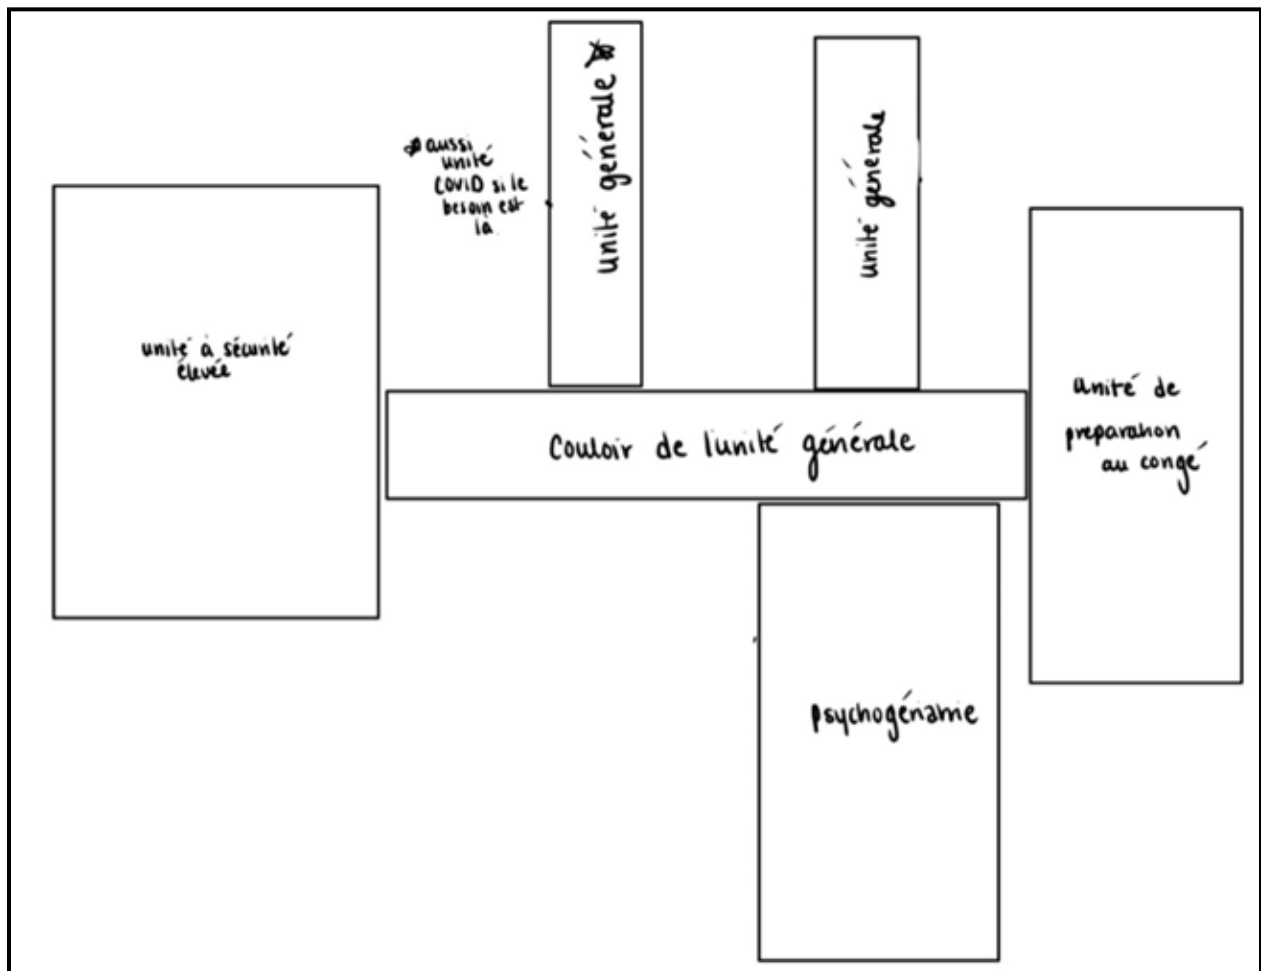 unité générale *
unité générale
* aussi
unité
COVID si le
besoin est
là
unité à sécurité
élevée
Couloir de l'unité générale
unité de
préparation
au congé
psychogériatrie